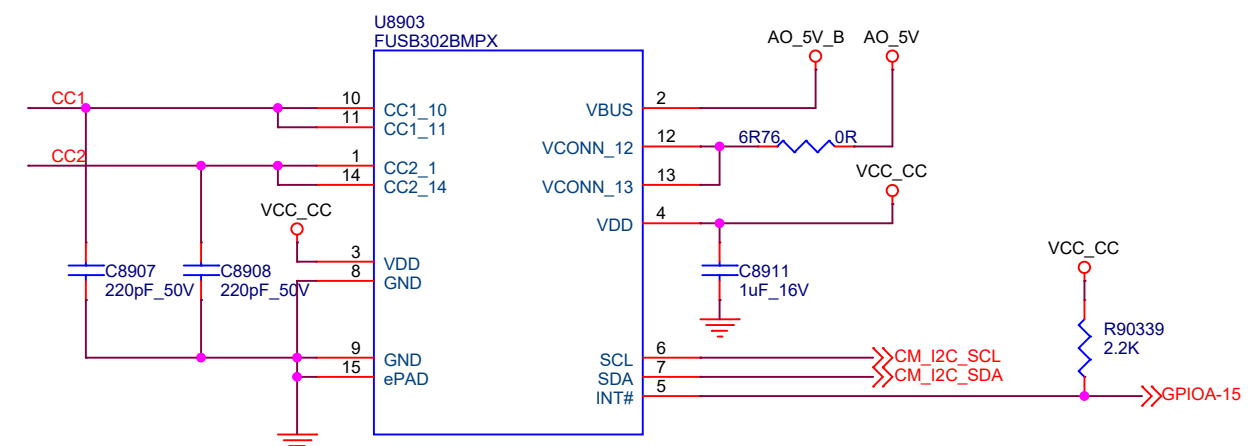 U8903
FUSB302BMPX
AO_5V_B
AO_5V
CC1
10
CC1_10
11
CC1_11
2
VBUS
12
VCONN_12
6R76
0R
CC2
1
CC2_1
14
CC2_14
13
VCONN_13
VCC_CC
VCC_CC
4
VDD
3
VDD
8
GND
C8907
220pF_50V
C8908
220pF_50V
C8911
1uF_16V
VCC_CC
R90339
2.2K
9
GND
15
ePAD
6
SCL
CM_I2C_SCL
7
SDA
CM_I2C_SDA
5
INT#
GPIOA-15